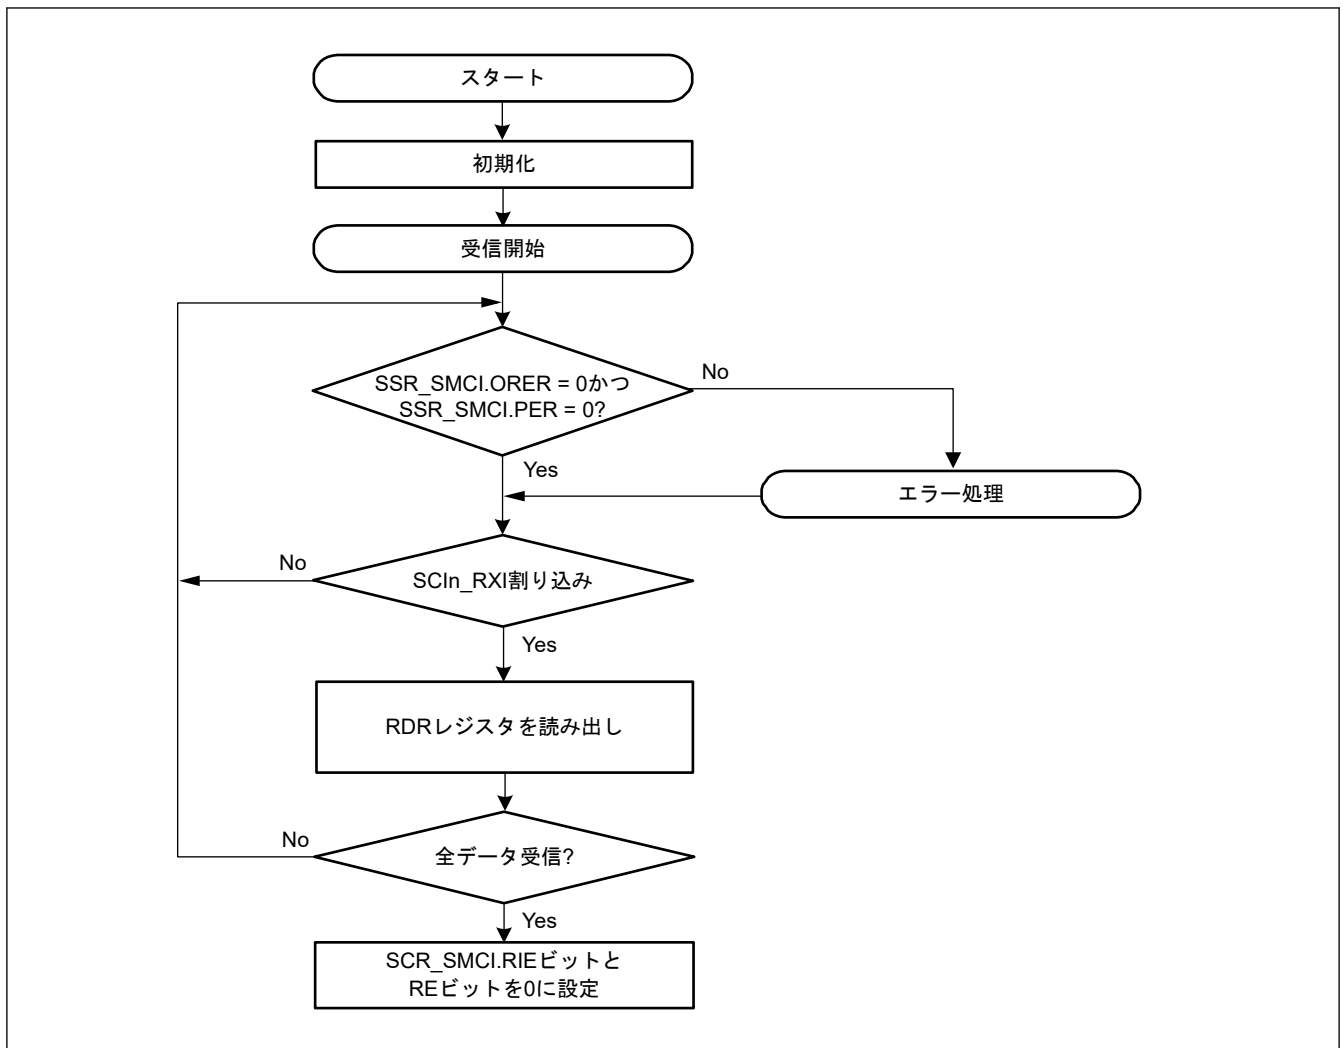 スタート
初期化
受信開始
SSR_SMCI.ORER = 0かつ
SSR_SMCI.PER = 0?
No
Yes
エラー処理
No
SCIn_RXI割り込み
Yes
RDRレジスタを読み出し
No
全データ受信?
Yes
SCR_SMCI.RIEビットと
REビットを0に設定